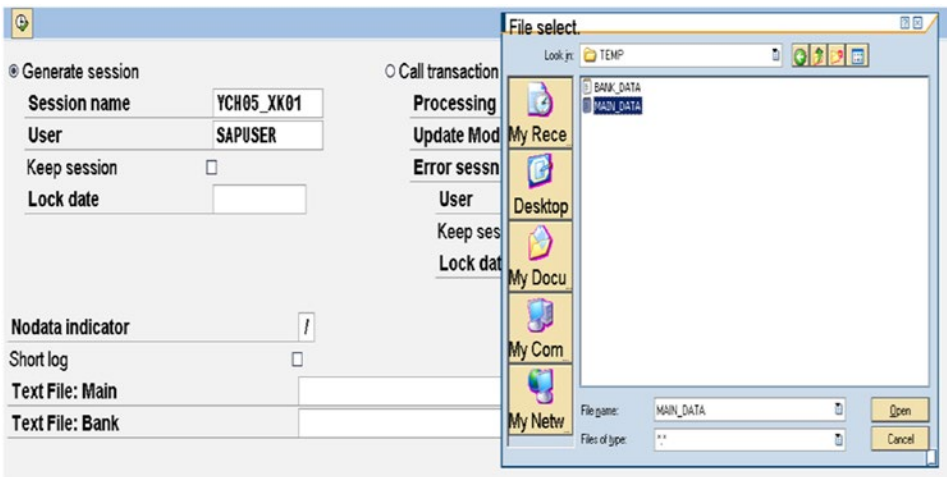 Generate session
Call transaction
Session name
YCH05_XK01
Processing
User
SAPUSER
Update Mod
Keep session
Error sessn
Lock date
User
Keep ses
Lock dat
Nodata indicator
/
Short log
Text File: Main
Text File: Bank
File select.
Look in:
TEMP
BANK_DATA
MAIN_DATA
My Rece
Desktop
My Docu
My Com
My Netw
File name:
MAIN_DATA
Open
Files of type:
*.*
Cancel